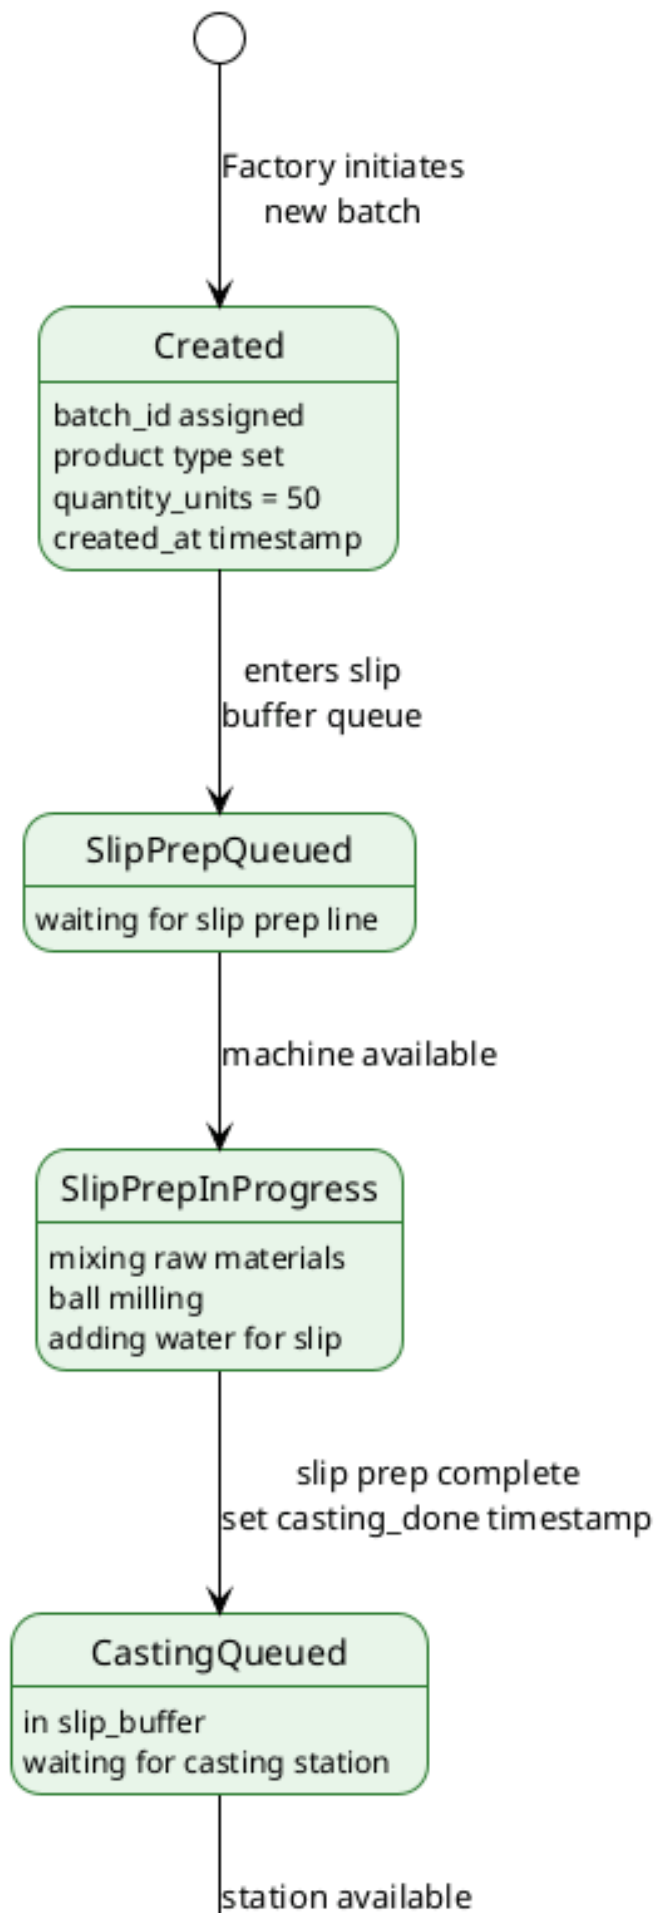 Factory initiates
new batch
Created
batch_id assigned
product type set
quantity_units = 50
created_at timestamp
enters slip
buffer queue
SlipPrepQueued
waiting for slip prep line
machine available
SlipPrepInProgress
mixing raw materials
ball milling
adding water for slip
slip prep complete
set casting_done timestamp
CastingQueued
in slip_buffer
waiting for casting station
station available